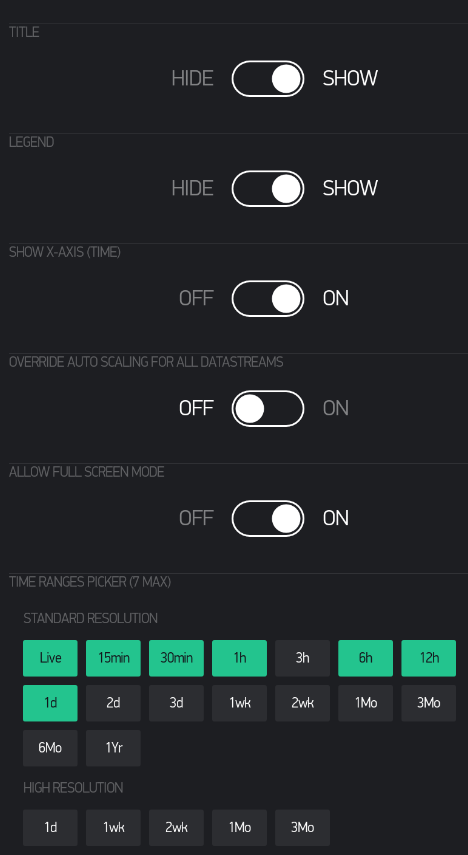 TITLE
HIDE SHOW
LEGEND
HIDE SHOW
SHOW X-AXIS (TIME)
OFF ON
OVERRIDE AUTO SCALING FOR ALL DATASTREAMS
OFF ON
ALLOW FULL SCREEN MODE
OFF ON
TIME RANGES PICKER (7 MAX)
STANDARD RESOLUTION
Live 15min 30min 1h 3h 6h 12h
1d 2d 3d 1wk 2wk 1Mo 3Mo
6Mo 1Yr
HIGH RESOLUTION
1d 1wk 2wk 1Mo 3Mo